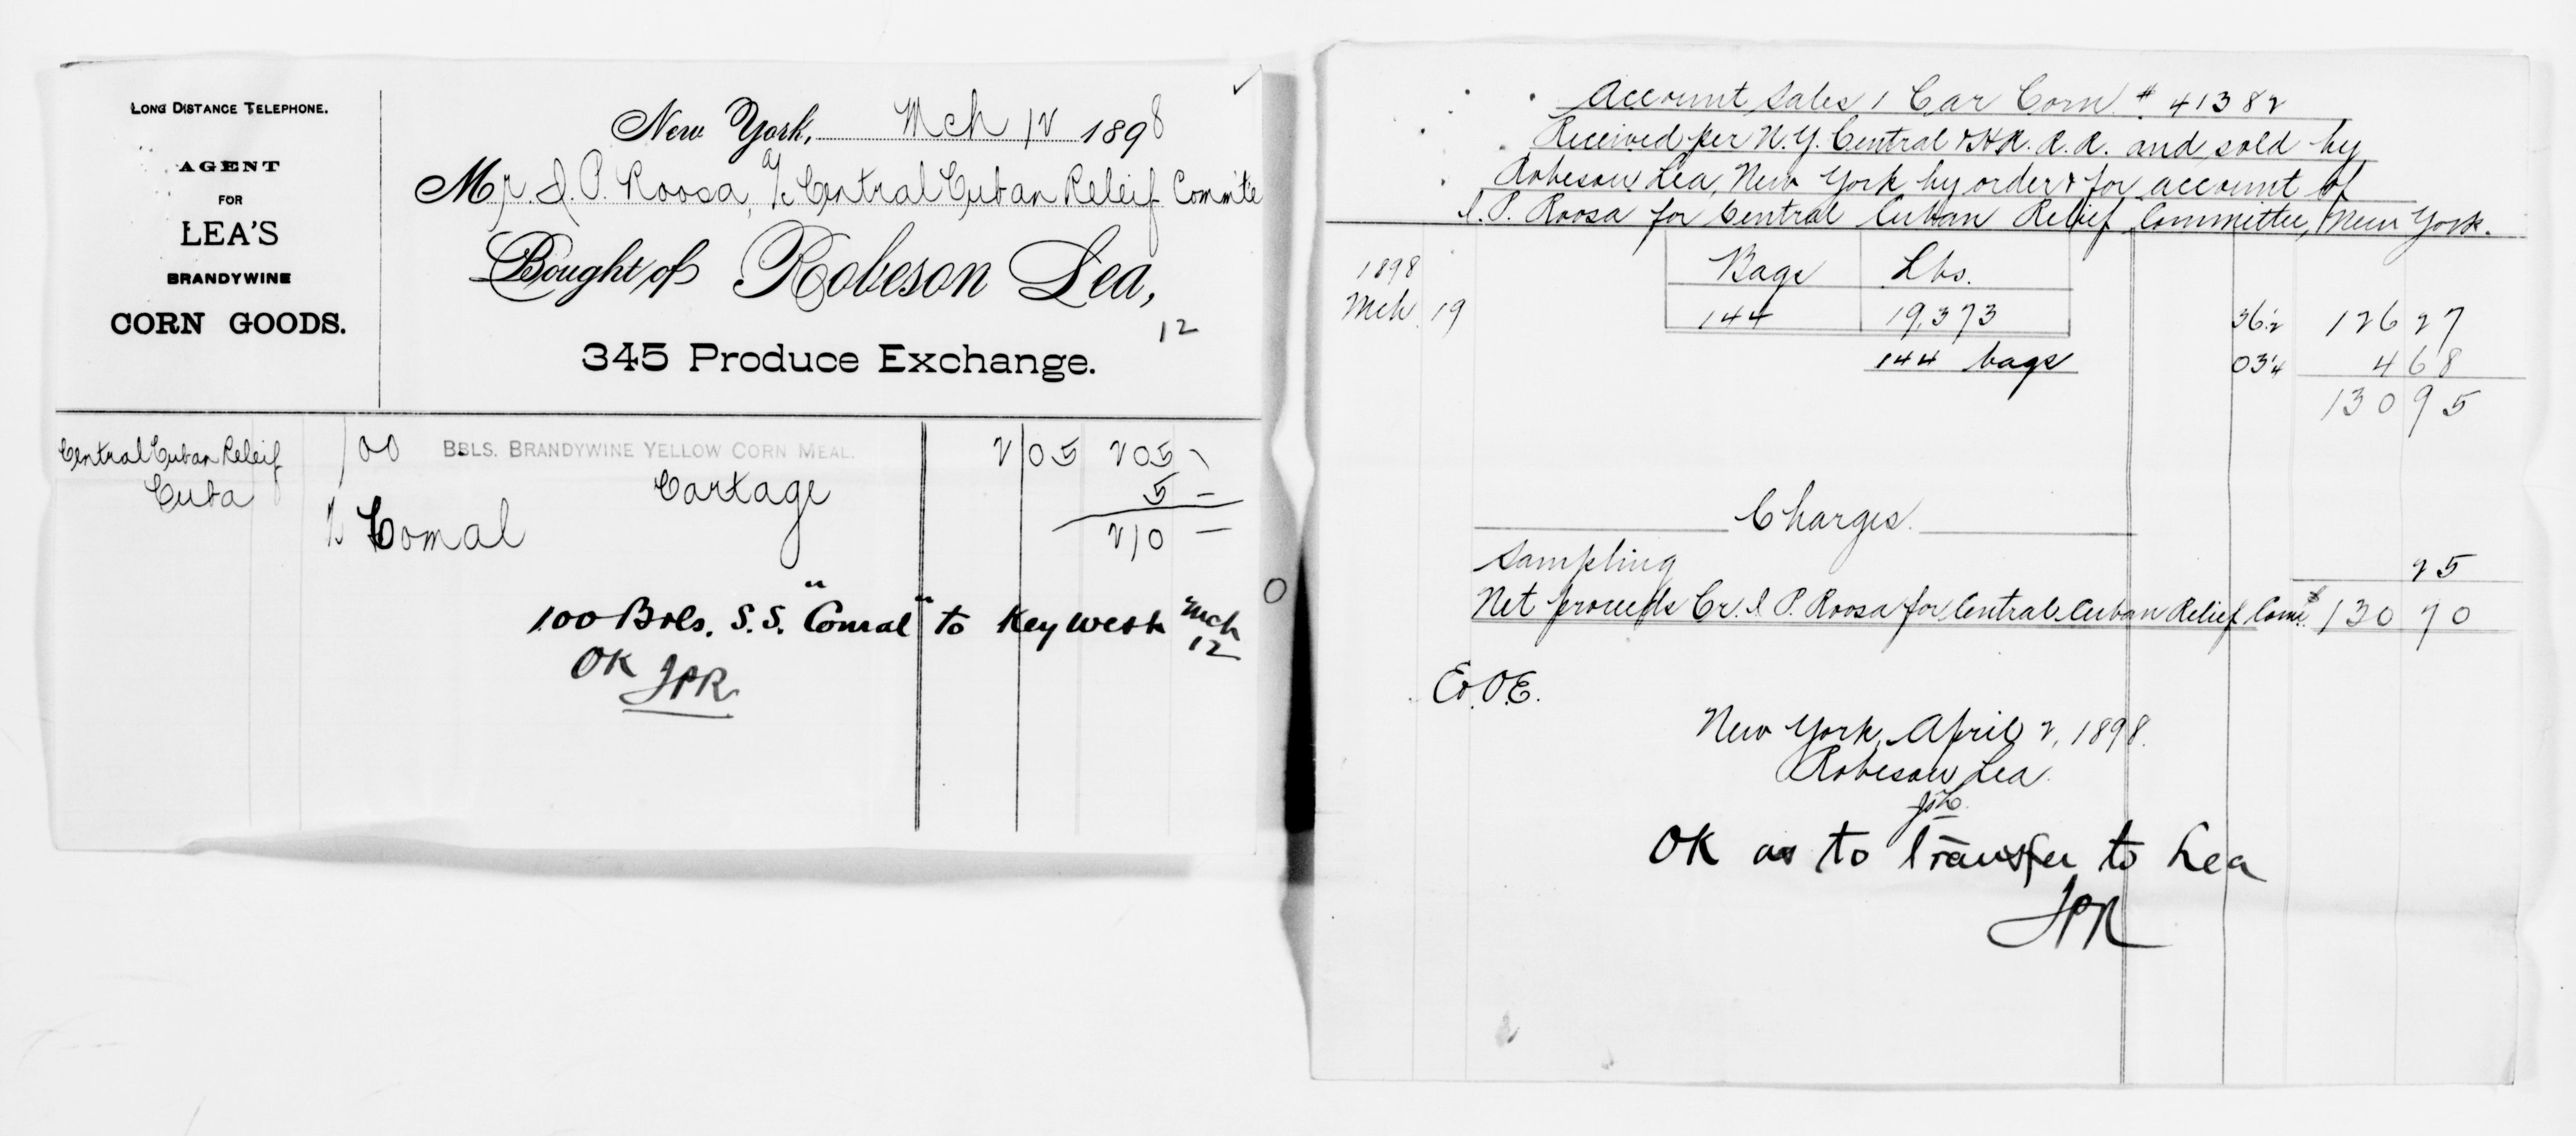 LONG DISTANCE TELEPHONE.
AGENT
FOR
LEA'S
BRANDYWINE
CORN GOODS.
New York, Mch 12 1898
Mr. I. P. Roosa, a/c Central Cuban Releif Commite
Bought of Robeson Lea,
12
345 Produce Exchange.
Central Cuban Releif 100 BBLS. BRANDYWINE YELLOW CORN MEAL. 2 05 205 -
Cuba Cartage 5 -
Comal 210 -
100 Bbls. S.S. "Comal" to Key West Mch
12
OK JPR
Account Sales 1 Car Corn # 41382
Received per N.Y. Central & H.R. R.R. and sold by
Robeson Lea, New York by order & for account of
I. P. Roosa for Central Cuban Relief Committee, New York.
1898 Bags Lbs.
Mch 19 144 19,373 36 1/2 126 27
144 bags 03 1/4 4 68
130 95
Charges.
Sampling 25
Net proceeds Cr. I. P. Roosa for Central Cuban Relief Com. $ 130 70
E. & O.E.
New York, April 2, 1898.
Robeson Lea.
OK as to transfer to Lea
JPR